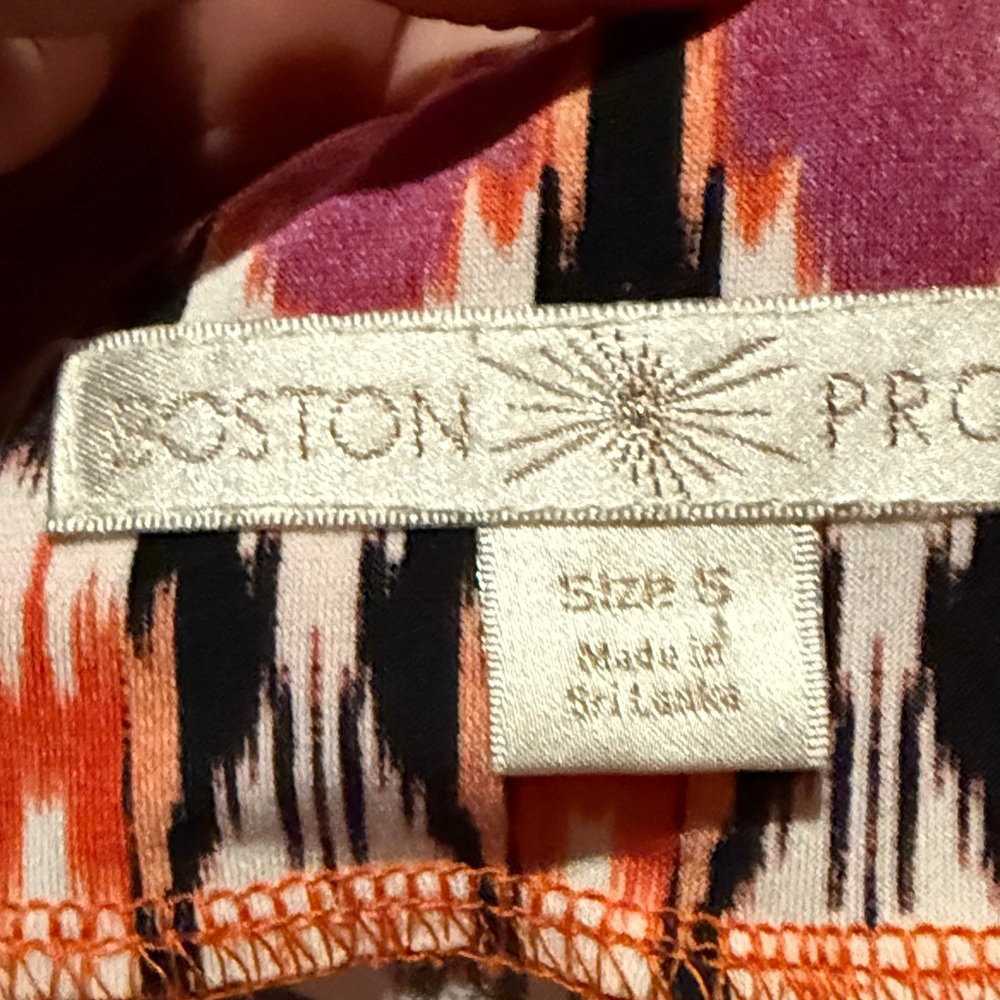 BOSTON PRO
Size S
Made in
Sri Lanka